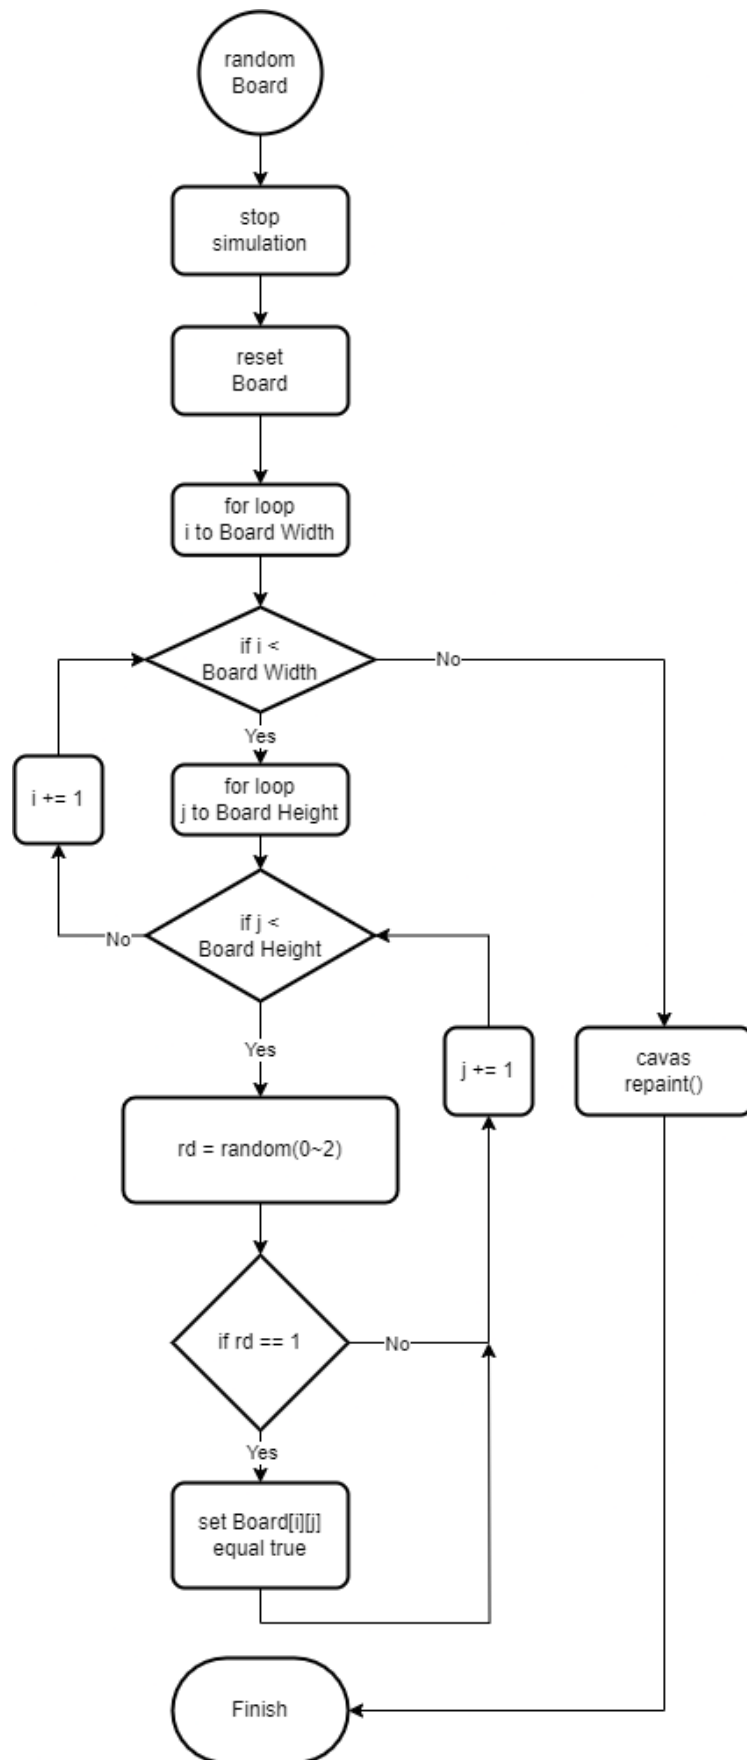 random
Board
stop
simulation
reset
Board
for loop
i to Board Width
if i <
Board Width
No
Yes
for loop
j to Board Height
i += 1
if j <
Board Height
No
Yes
j += 1
cavas
repaint()
rd = random(0~2)
if rd == 1
No
Yes
set Board[i][j]
equal true
Finish